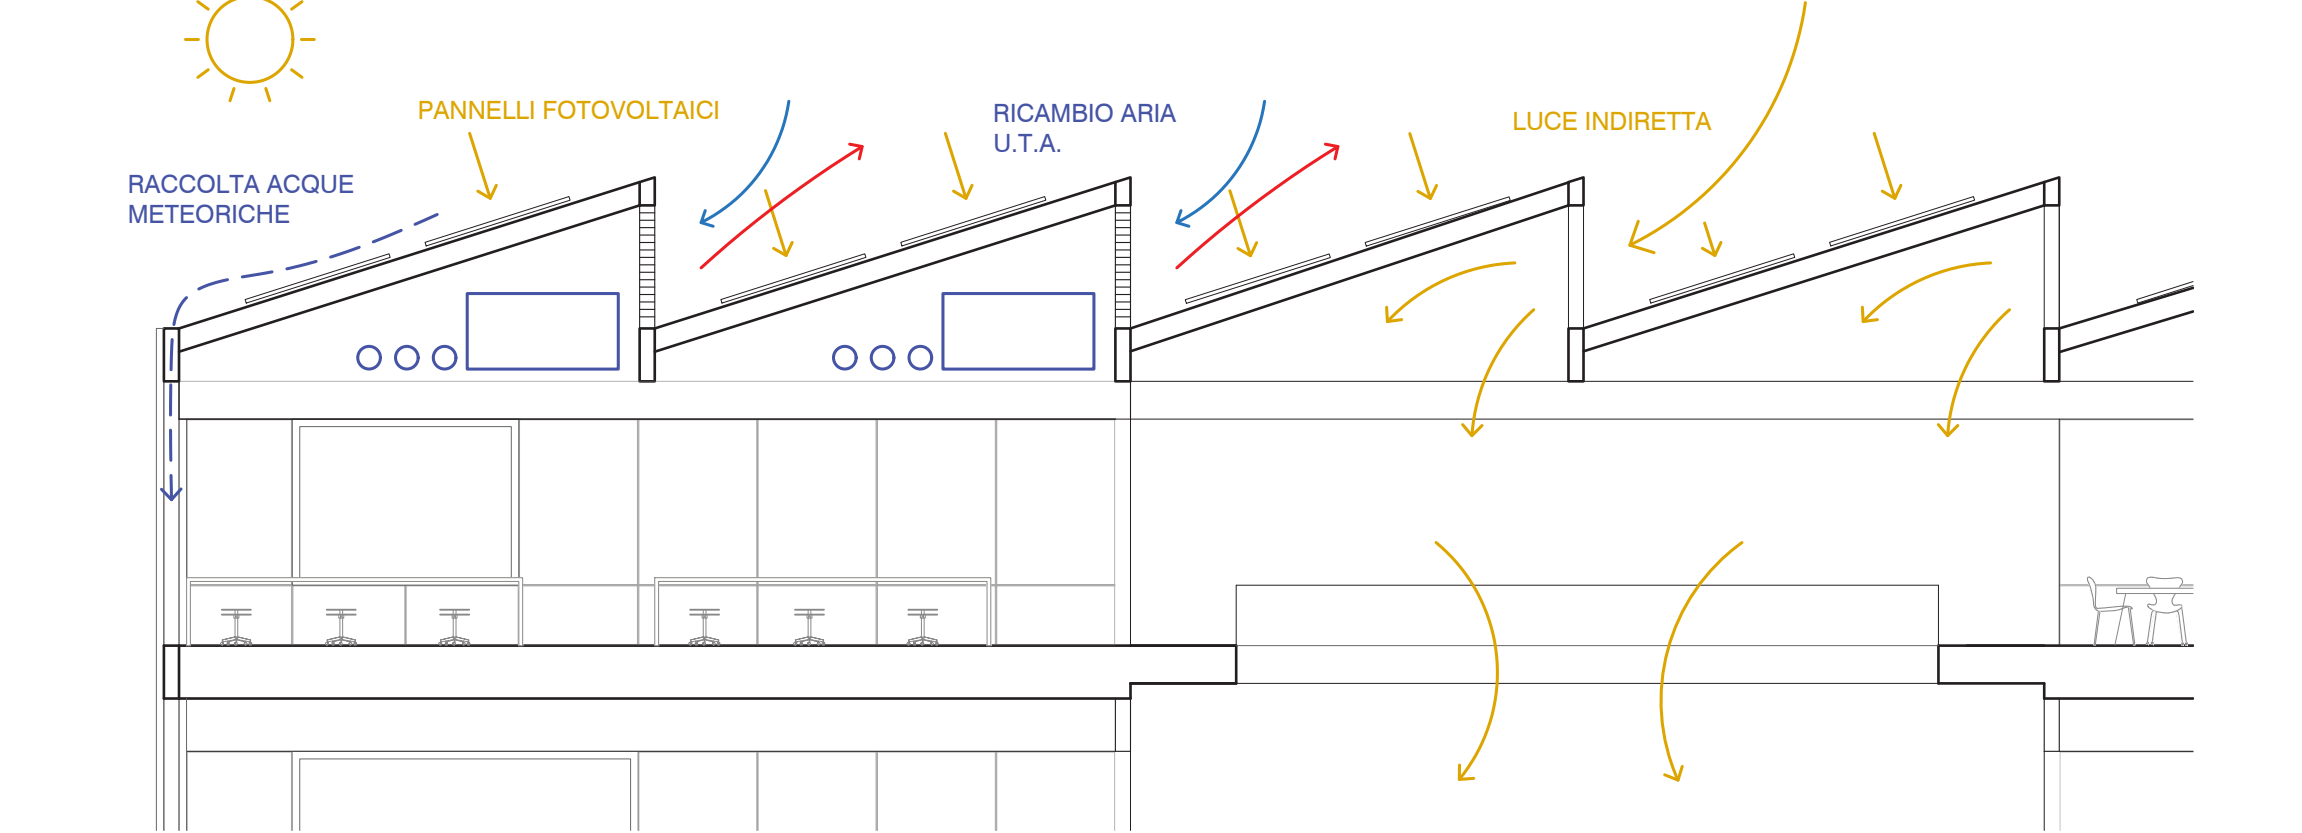 PANNELLI FOTOVOLTAICI
RICAMBIO ARIA
U.T.A.
LUCE INDIRETTA
RACCOLTA ACQUE
METEORICHE